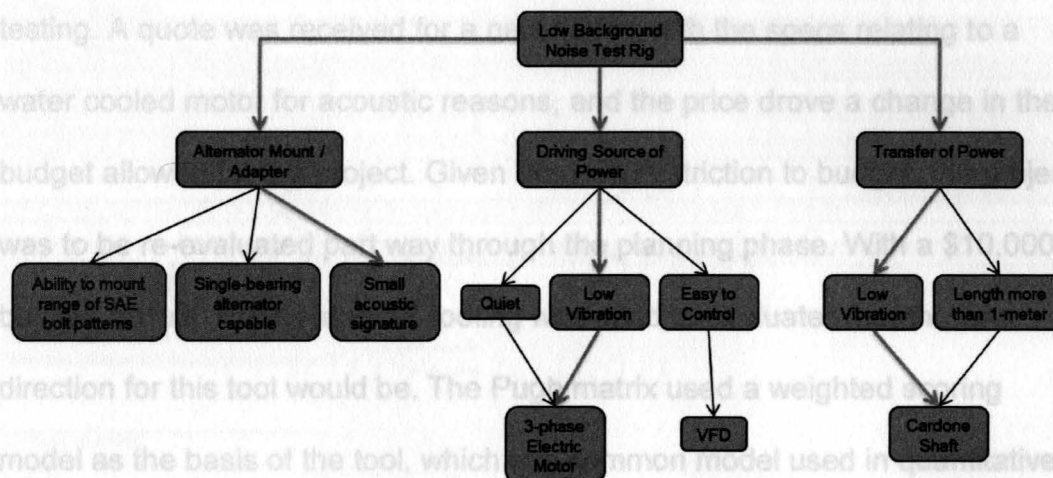 testing. A quote was received for a
the specs relating to a
water cooled motor for acoustic reasons, and the price drove a change in the
budget
project. Given
to
was to be re-evaluated part way through the planning phase. With a $10,000
direction for this tool would be. The Pugh matrix used a weighted scoring
model as the basis of the tool, which
common model used in quantitative
Low Background
Noise Test Rig
Alternator Mount /
Adapter
Driving Source of
Power
Transfer of Power
Ability to mount
range of SAE
bolt patterns
Single-bearing
alternator
capable
Small
acoustic
signature
Quiet
Low
Vibration
Easy to
Control
Low
Vibration
Length more
than 1-meter
3-phase
Electric
Motor
VFD
Cardone
Shaft